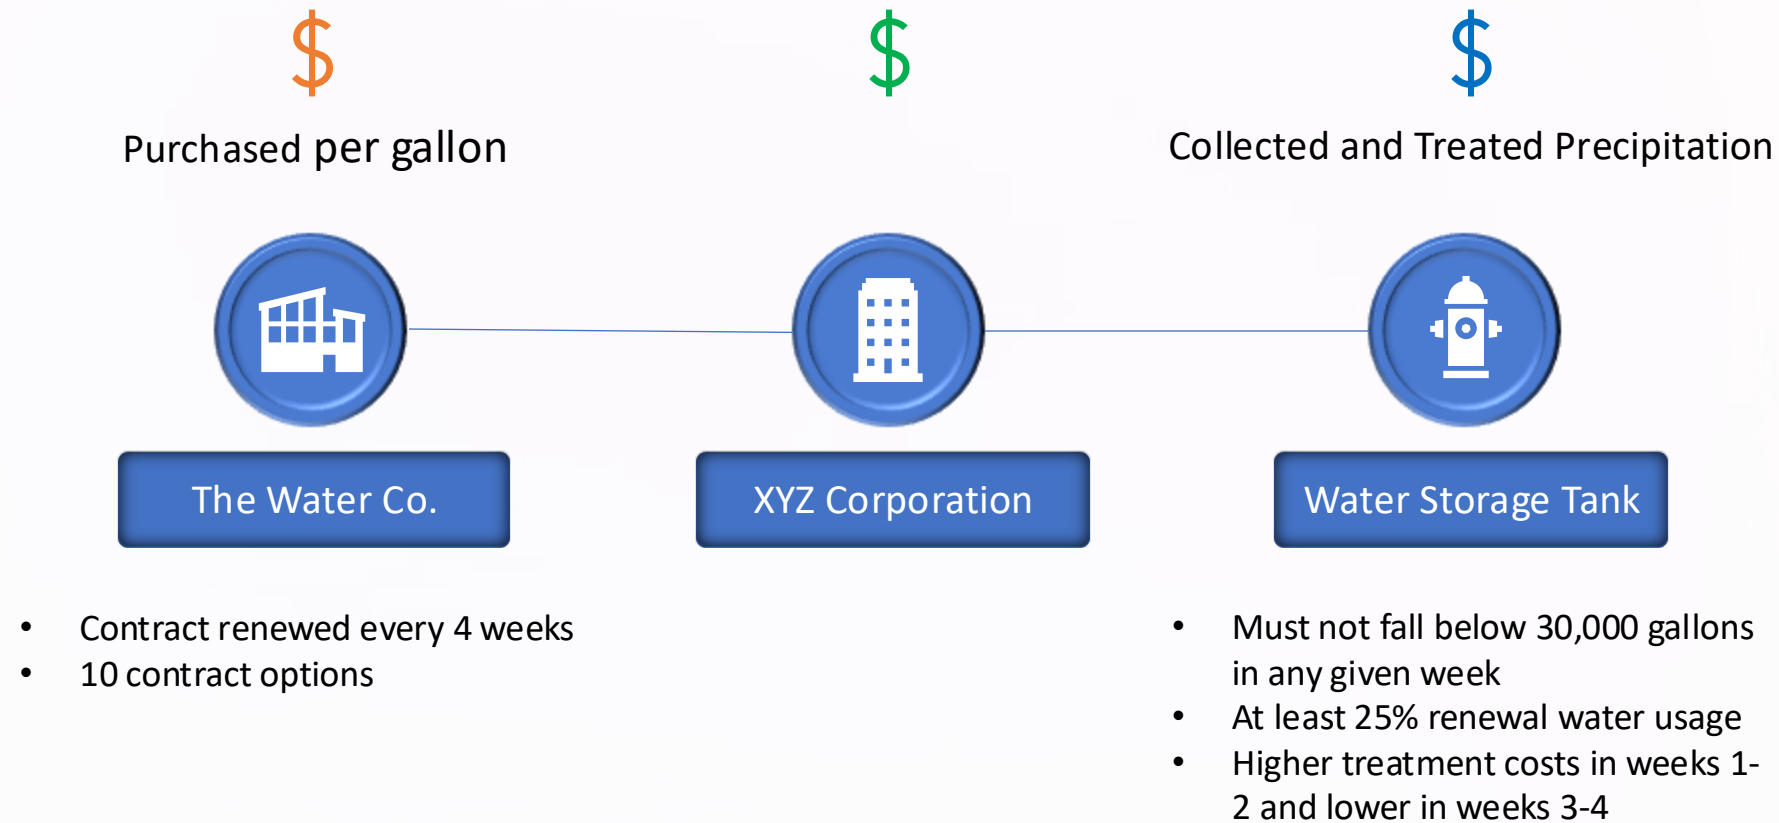 $
$
$
Purchased per gallon
Collected and Treated Precipitation
The Water Co.
XYZ Corporation
Water Storage Tank
• Contract renewed every 4 weeks
• 10 contract options
• Must not fall below 30,000 gallons
in any given week
• At least 25% renewal water usage
• Higher treatment costs in weeks 1-
2 and lower in weeks 3-4